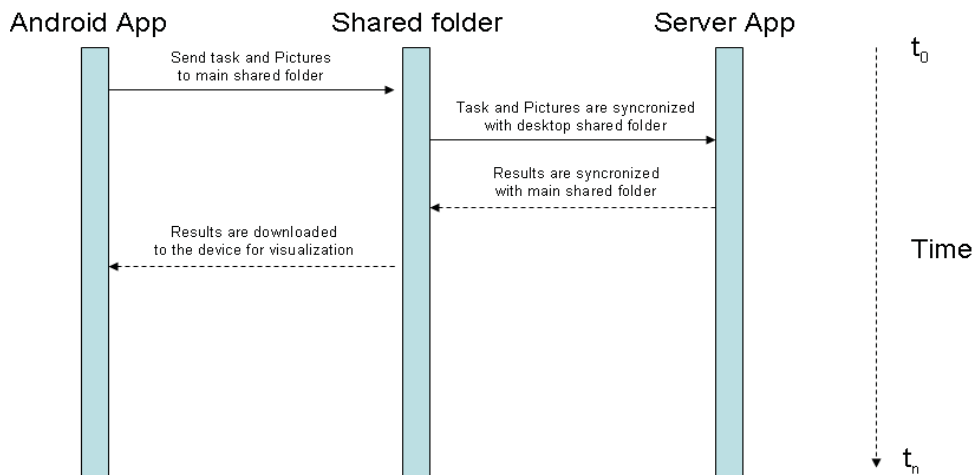 Android App
Shared folder
Server App
t0
Send task and Pictures
to main shared folder
Task and Pictures are syncronized
with desktop shared folder
Results are syncronized
with main shared folder
Results are downloaded
to the device for visualization
Time
tn